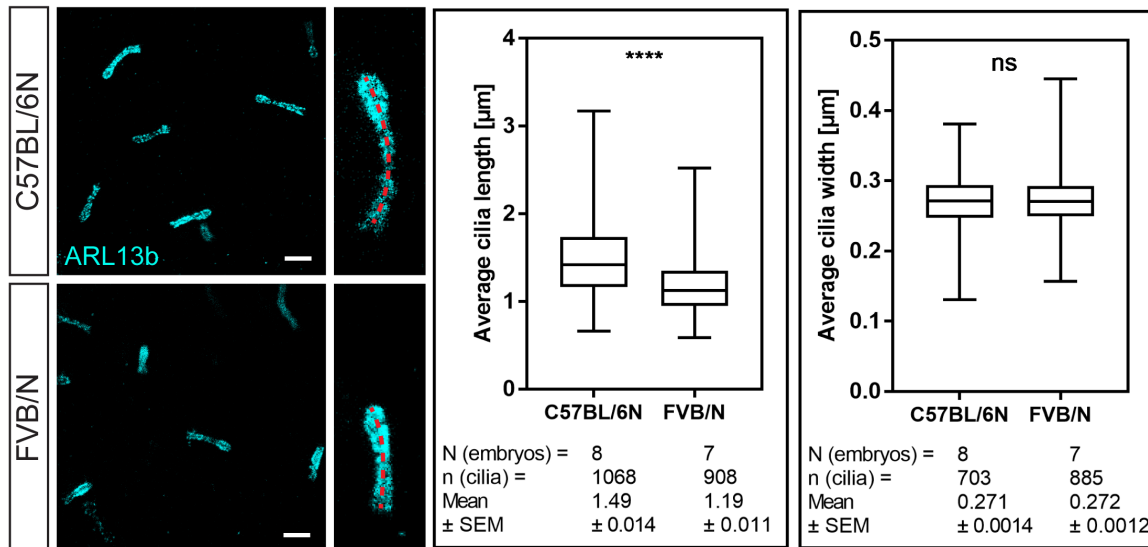 C57BL/6N
ARL13b
FVB/N
Average cilia length [µm]
4
3
2
1
0
****
C57BL/6N FVB/N
N (embryos) = 8 7
n (cilia) = 1068 908
Mean 1.49 1.19
± SEM ± 0.014 ± 0.011
Average cilia width [µm]
0.5
0.4
0.3
0.2
0.1
0.0
ns
C57BL/6N FVB/N
N (embryos) = 8 7
n (cilia) = 703 885
Mean 0.271 0.272
± SEM ± 0.0014 ± 0.0012